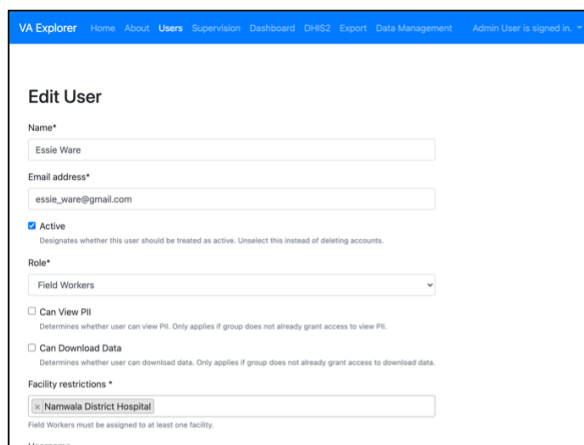 VA Explorer Home About Users Supervision Dashboard DHIS2 Export Data Management Admin User is signed in.
Edit User
Name*
Essie Ware
Email address*
essie_ware@gmail.com
Active
Designates whether this user should be treated as active. Unselect this instead of deleting accounts.
Role*
Field Workers
Can View PII
Determines whether user can view PII. Only applies if group does not already grant access to view PII.
Can Download Data
Determines whether user can download data. Only applies if group does not already grant access to download data.
Facility restrictions *
× Namwala District Hospital
Field Workers must be assigned to at least one facility.